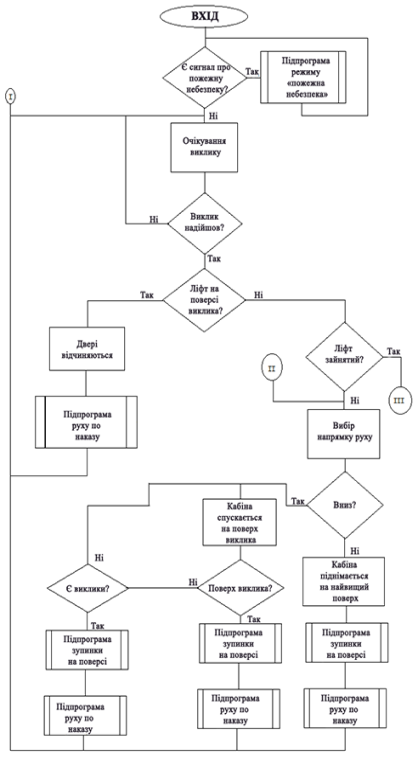 ВХІД
Є сигнал про
пожежну
небезпеку?
Так
Підпрограма
режиму
«пожежна
небезпека»
І
Ні
Очікування
виклику
Ні
Виклик
надійшов?
Так
Так
Ліфт на
поверсі
виклика?
Ні
Двері
відчиняються
Ліфт
зайнятий?
Так
ІІ
Ні
ІІІ
Підпрограма
руху по
наказу
Вибір
напрямку руху
Так
Вниз?
Кабіна
спускається
на поверх
виклика
Ні
Ні
Кабіна
піднімається
на найвищий
поверх
Є виклики?
Ні
Поверх виклика?
Так
Так
Підпрограма
зупинки
на поверсі
Підпрограма
зупинки
на поверсі
Підпрограма
зупинки
на поверсі
Підпрограма
руху по
наказу
Підпрограма
руху по
наказу
Підпрограма
руху по
наказу